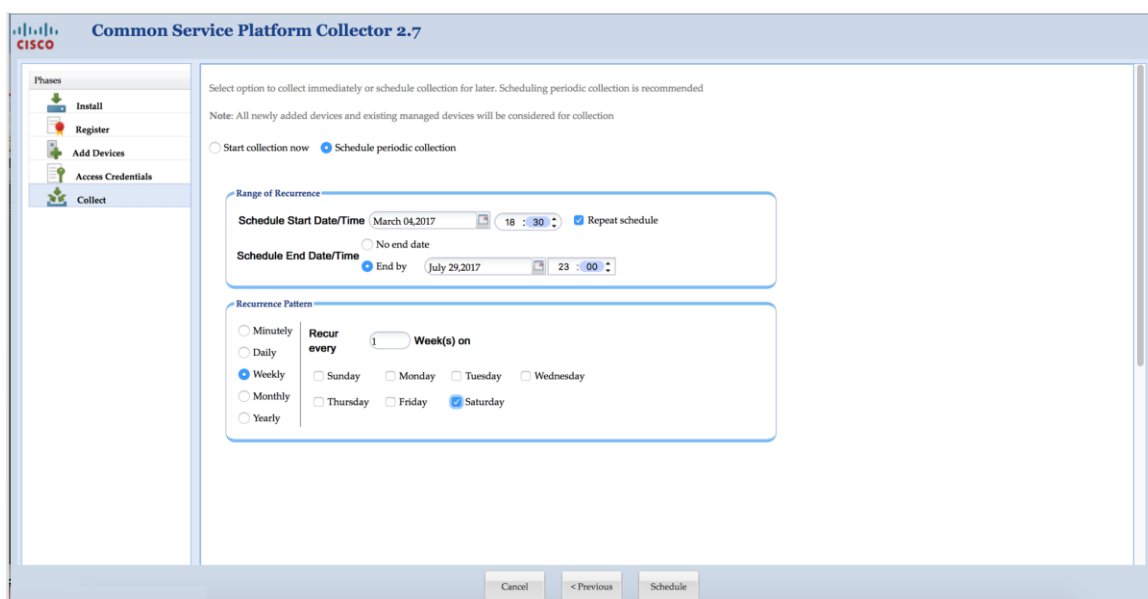 CISCO
Common Service Platform Collector 2.7
Phases
Install
Register
Add Devices
Access Credentials
Collect
Select option to collect immediately or schedule collection for later. Scheduling periodic collection is recommended
Note: All newly added devices and existing managed devices will be considered for collection
Start collection now Schedule periodic collection
Range of Recurrence
Schedule Start Date/Time March 04,2017 18 : 30 Repeat schedule
No end date
Schedule End Date/Time
End by July 29,2017 23 : 00
Recurrence Pattern
Minutely
Daily
Weekly
Monthly
Yearly
Recur
every 1 Week(s) on
Sunday Monday Tuesday Wednesday
Thursday Friday Saturday
Cancel < Previous Schedule